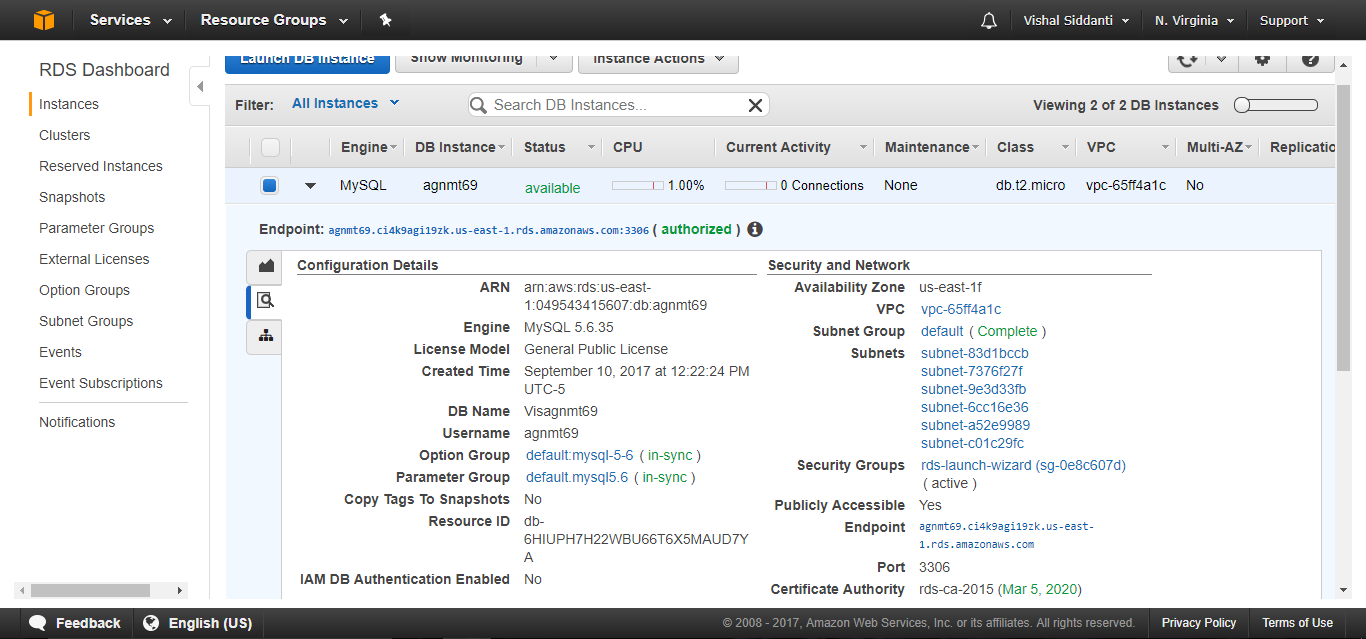 Services Resource Groups Vishal Siddanti N. Virginia Support
RDS Dashboard
Instances
Clusters
Reserved Instances
Snapshots
Parameter Groups
External Licenses
Option Groups
Subnet Groups
Events
Event Subscriptions
Notifications
Launch DB Instance Show Monitoring Instance Actions
Filter: All Instances Search DB Instances... Viewing 2 of 2 DB Instances
Engine DB Instance Status CPU Current Activity Maintenance Class VPC Multi-AZ Replicatio
MySQL agnmt69 available 1.00% 0 Connections None db.t2.micro vpc-65ff4a1c No
Endpoint: agnmt69.ci4k9agi19zk.us-east-1.rds.amazonaws.com:3306 ( authorized )
Configuration Details
ARN arn:aws:rds:us-east-
1:049543415607:db:agnmt69
Engine MySQL 5.6.35
License Model General Public License
Created Time September 10, 2017 at 12:22:24 PM
UTC-5
DB Name Visagnmt69
Username agnmt69
Option Group default:mysql-5-6 ( in-sync )
Parameter Group default.mysql5.6 ( in-sync )
Copy Tags To Snapshots No
Resource ID db-
6HIUPH7H22WBU66T6X5MAUD7Y
A
IAM DB Authentication Enabled No
Security and Network
Availability Zone us-east-1f
VPC vpc-65ff4a1c
Subnet Group default ( Complete )
Subnets subnet-83d1bccb
subnet-7376f27f
subnet-9e3d33fb
subnet-6cc16e36
subnet-a52e9989
subnet-c01c29fc
Security Groups rds-launch-wizard (sg-0e8c607d)
( active )
Publicly Accessible Yes
Endpoint agnmt69.ci4k9agi19zk.us-east-
1.rds.amazonaws.com
Port 3306
Certificate Authority rds-ca-2015 (Mar 5, 2020)
Feedback English (US) © 2008 - 2017, Amazon Web Services, Inc. or its affiliates. All rights reserved. Privacy Policy Terms of Use